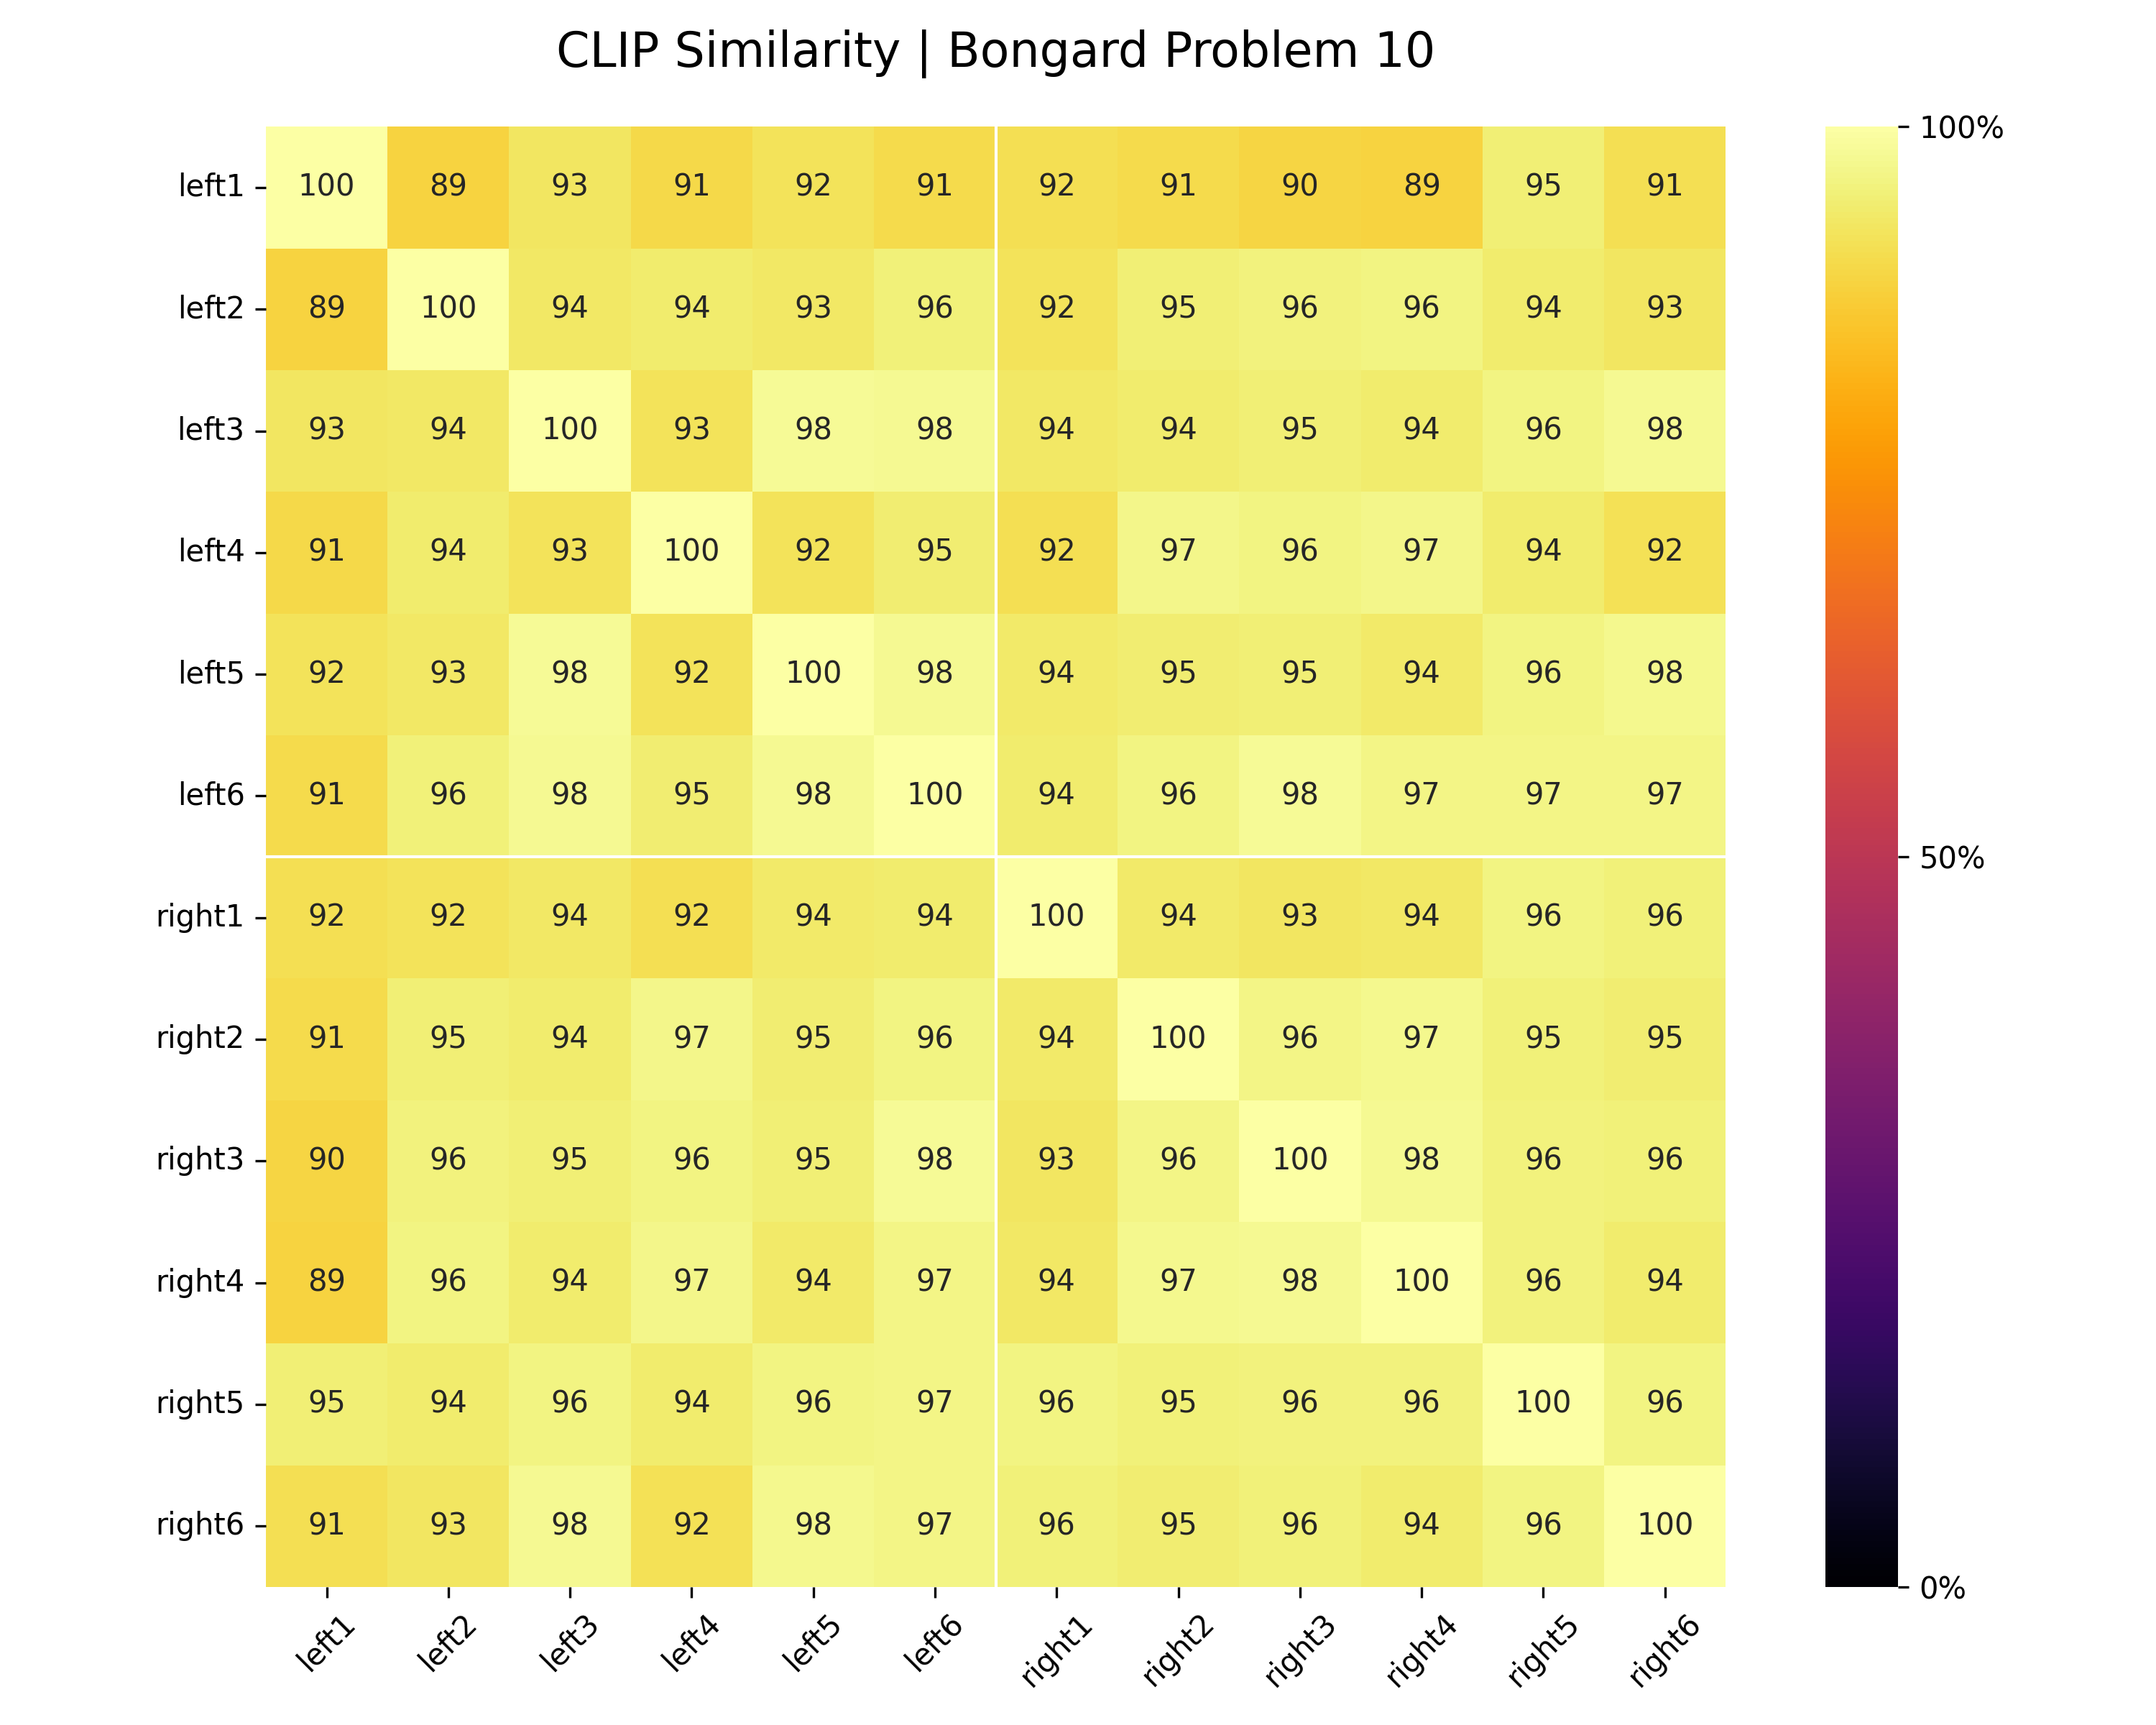 CLIP Similarity | Bongard Problem 10
left1 100 89 93 91 92 91 92 91 90 89 95 91
left2 89 100 94 94 93 96 92 95 96 96 94 93
left3 93 94 100 93 98 98 94 94 95 94 96 98
left4 91 94 93 100 92 95 92 97 96 97 94 92
left5 92 93 98 92 100 98 94 95 95 94 96 98
left6 91 96 98 95 98 100 94 96 98 97 97 97
right1 92 92 94 92 94 94 100 94 93 94 96 96
right2 91 95 94 97 95 96 94 100 96 97 95 95
right3 90 96 95 96 95 98 93 96 100 98 96 96
right4 89 96 94 97 94 97 94 97 98 100 96 94
right5 95 94 96 94 96 97 96 95 96 96 100 96
right6 91 93 98 92 98 97 96 95 96 94 96 100
left1 left2 left3 left4 left5 left6 right1 right2 right3 right4 right5 right6
100%
50%
0%